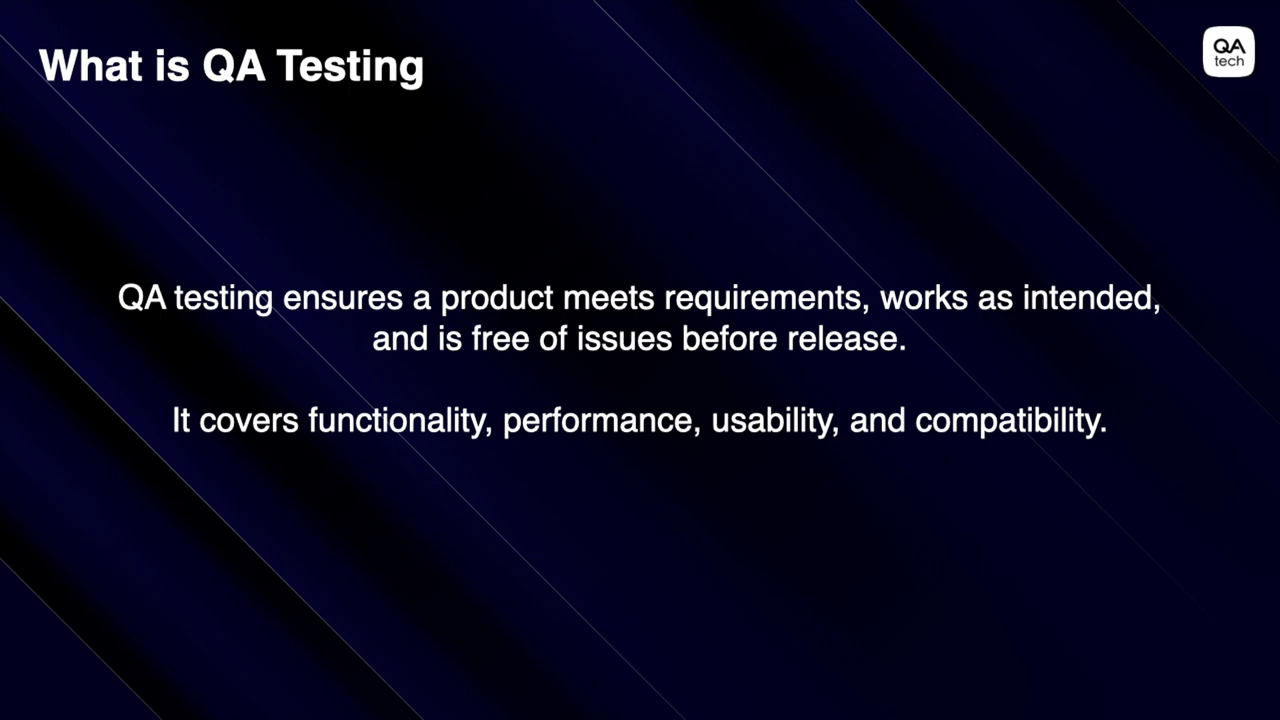 What is QA Testing
QA
tech
QA testing ensures a product meets requirements, works as intended,
and is free of issues before release.
It covers functionality, performance, usability, and compatibility.